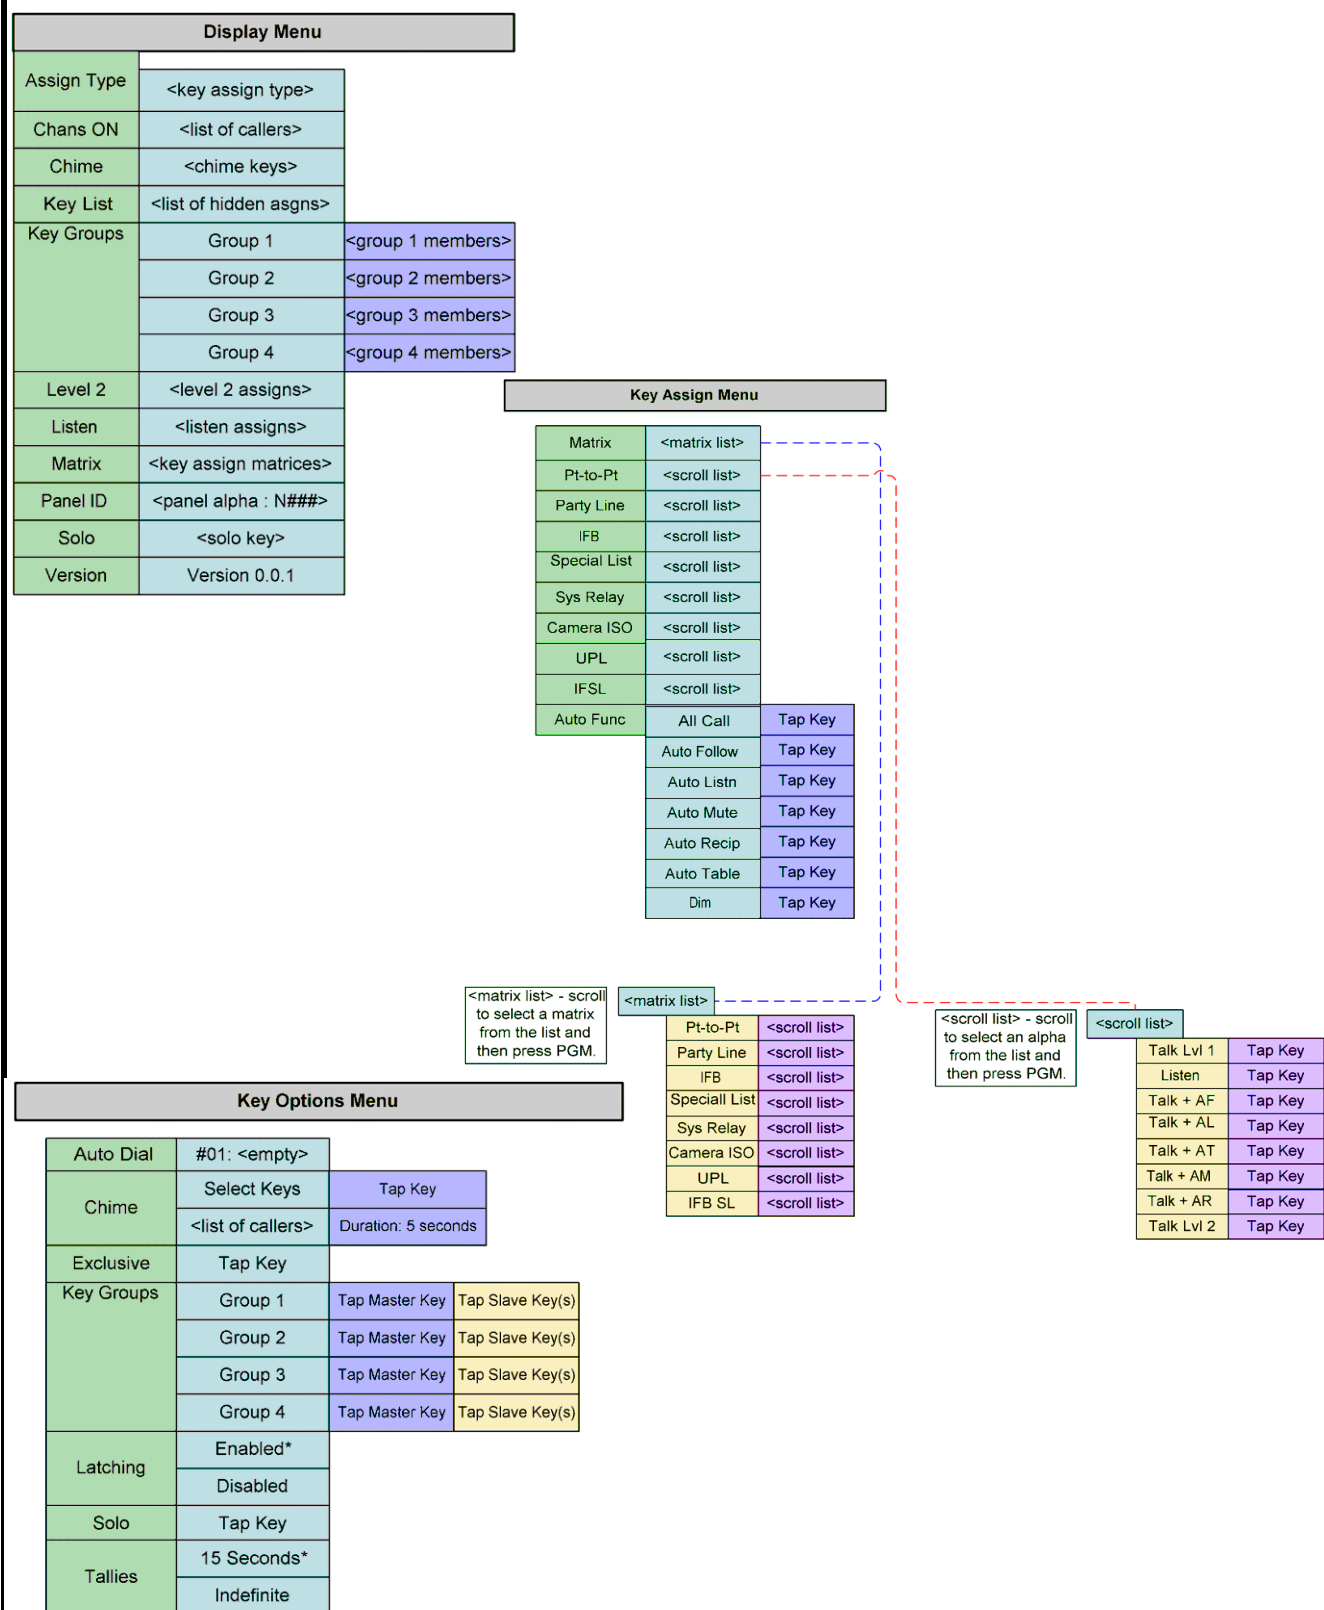 Display Menu
Assign Type <key assign type>
Chans ON <list of callers>
Chime <chime keys>
Key List <list of hidden asgns>
Key Groups Group 1 <group 1 members>
Group 2 <group 2 members>
Group 3 <group 3 members>
Group 4 <group 4 members>
Level 2 <level 2 assigns>
Listen <listen assigns>
Matrix <key assign matrices>
Panel ID <panel alpha : N###>
Solo <solo key>
Version Version 0.0.1
Key Assign Menu
Matrix <matrix list>
Pt-to-Pt <scroll list>
Party Line <scroll list>
IFB <scroll list>
Special List <scroll list>
Sys Relay <scroll list>
Camera ISO <scroll list>
UPL <scroll list>
IFSL <scroll list>
Auto Func All Call Tap Key
Auto Follow Tap Key
Auto Listn Tap Key
Auto Mute Tap Key
Auto Recip Tap Key
Auto Table Tap Key
Dim Tap Key
<matrix list> - scroll
to select a matrix
from the list and
then press PGM.
<matrix list>
Pt-to-Pt <scroll list>
Party Line <scroll list>
IFB <scroll list>
Speciall List <scroll list>
Sys Relay <scroll list>
Camera ISO <scroll list>
UPL <scroll list>
IFB SL <scroll list>
<scroll list> - scroll
to select an alpha
from the list and
then press PGM.
<scroll list>
Talk Lvl 1 Tap Key
Listen Tap Key
Talk + AF Tap Key
Talk + AL Tap Key
Talk + AT Tap Key
Talk + AM Tap Key
Talk + AR Tap Key
Talk Lvl 2 Tap Key
Key Options Menu
Auto Dial #01: <empty>
Chime Select Keys Tap Key
<list of callers> Duration: 5 seconds
Exclusive Tap Key
Key Groups Group 1 Tap Master Key Tap Slave Key(s)
Group 2 Tap Master Key Tap Slave Key(s)
Group 3 Tap Master Key Tap Slave Key(s)
Group 4 Tap Master Key Tap Slave Key(s)
Latching Enabled*
Disabled
Solo Tap Key
Tallies 15 Seconds*
Indefinite